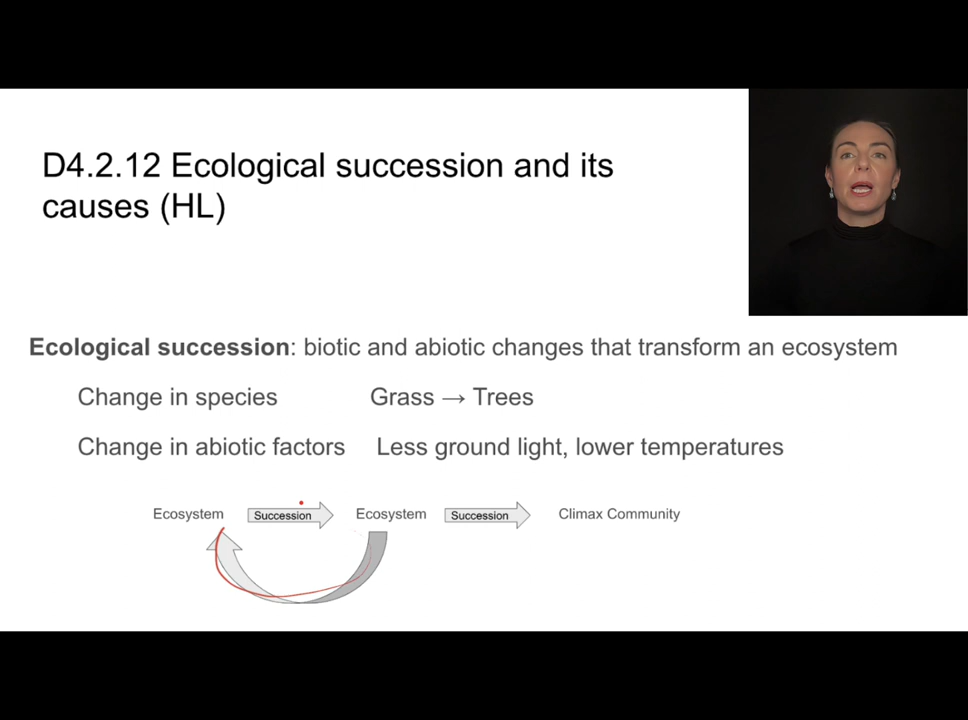 D4.2.12 Ecological succession and its
causes (HL)
Ecological succession: biotic and abiotic changes that transform an ecosystem
Change in species Grass → Trees
Change in abiotic factors Less ground light, lower temperatures
Ecosystem Succession Ecosystem Succession Climax Community